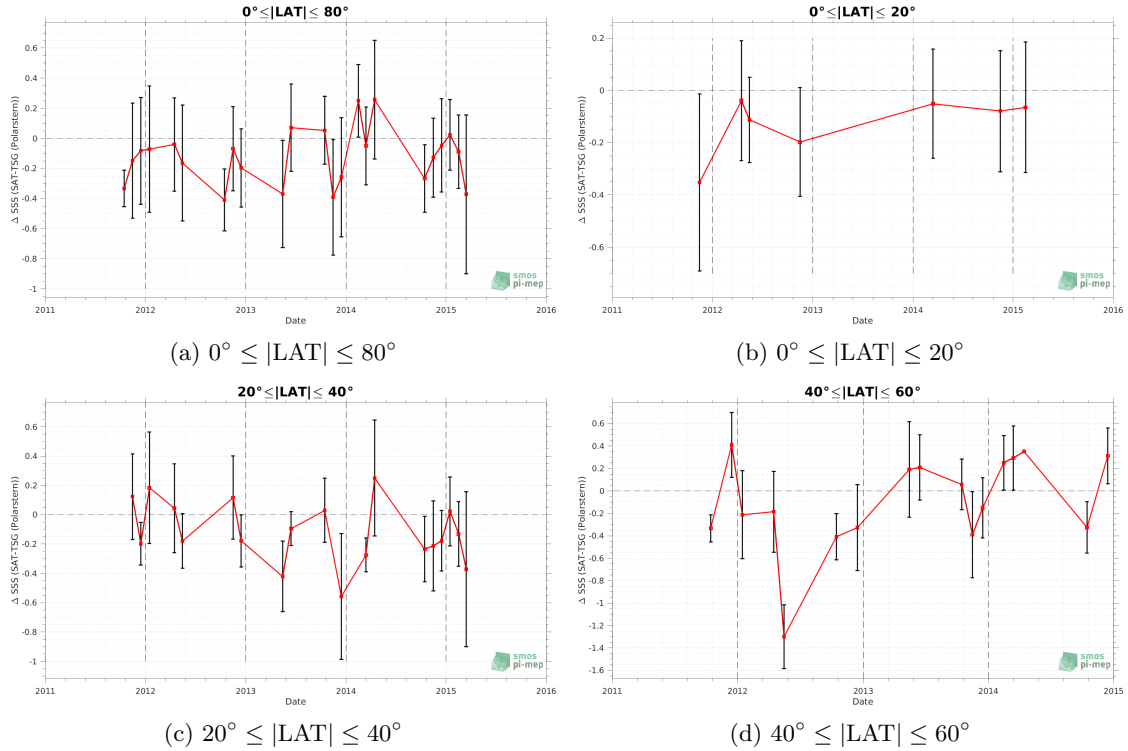 0°≤|LAT|≤ 80°
Δ SSS (SAT-TSG (Polarstern))
0.6
0.4
0.2
0
-0.2
-0.4
-0.6
-0.8
-1
2011
2012
2013
2014
2015
2016
Date
smos
pi-mep
(a) 0° ≤ |LAT| ≤ 80°
0°≤|LAT|≤ 20°
Δ SSS (SAT-TSG (Polarstern))
0.2
0
-0.2
-0.4
-0.6
2011
2012
2013
2014
2015
2016
Date
smos
pi-mep
(b) 0° ≤ |LAT| ≤ 20°
20°≤|LAT|≤ 40°
Δ SSS (SAT-TSG (Polarstern))
0.6
0.4
0.2
0
-0.2
-0.4
-0.6
-0.8
-1
2011
2012
2013
2014
2015
2016
Date
smos
pi-mep
(c) 20° ≤ |LAT| ≤ 40°
40°≤|LAT|≤ 60°
Δ SSS (SAT-TSG (Polarstern))
0.6
0.4
0.2
0
-0.2
-0.4
-0.6
-0.8
-1
-1.2
-1.4
-1.6
2011
2012
2013
2014
2015
Date
smos
pi-mep
(d) 40° ≤ |LAT| ≤ 60°